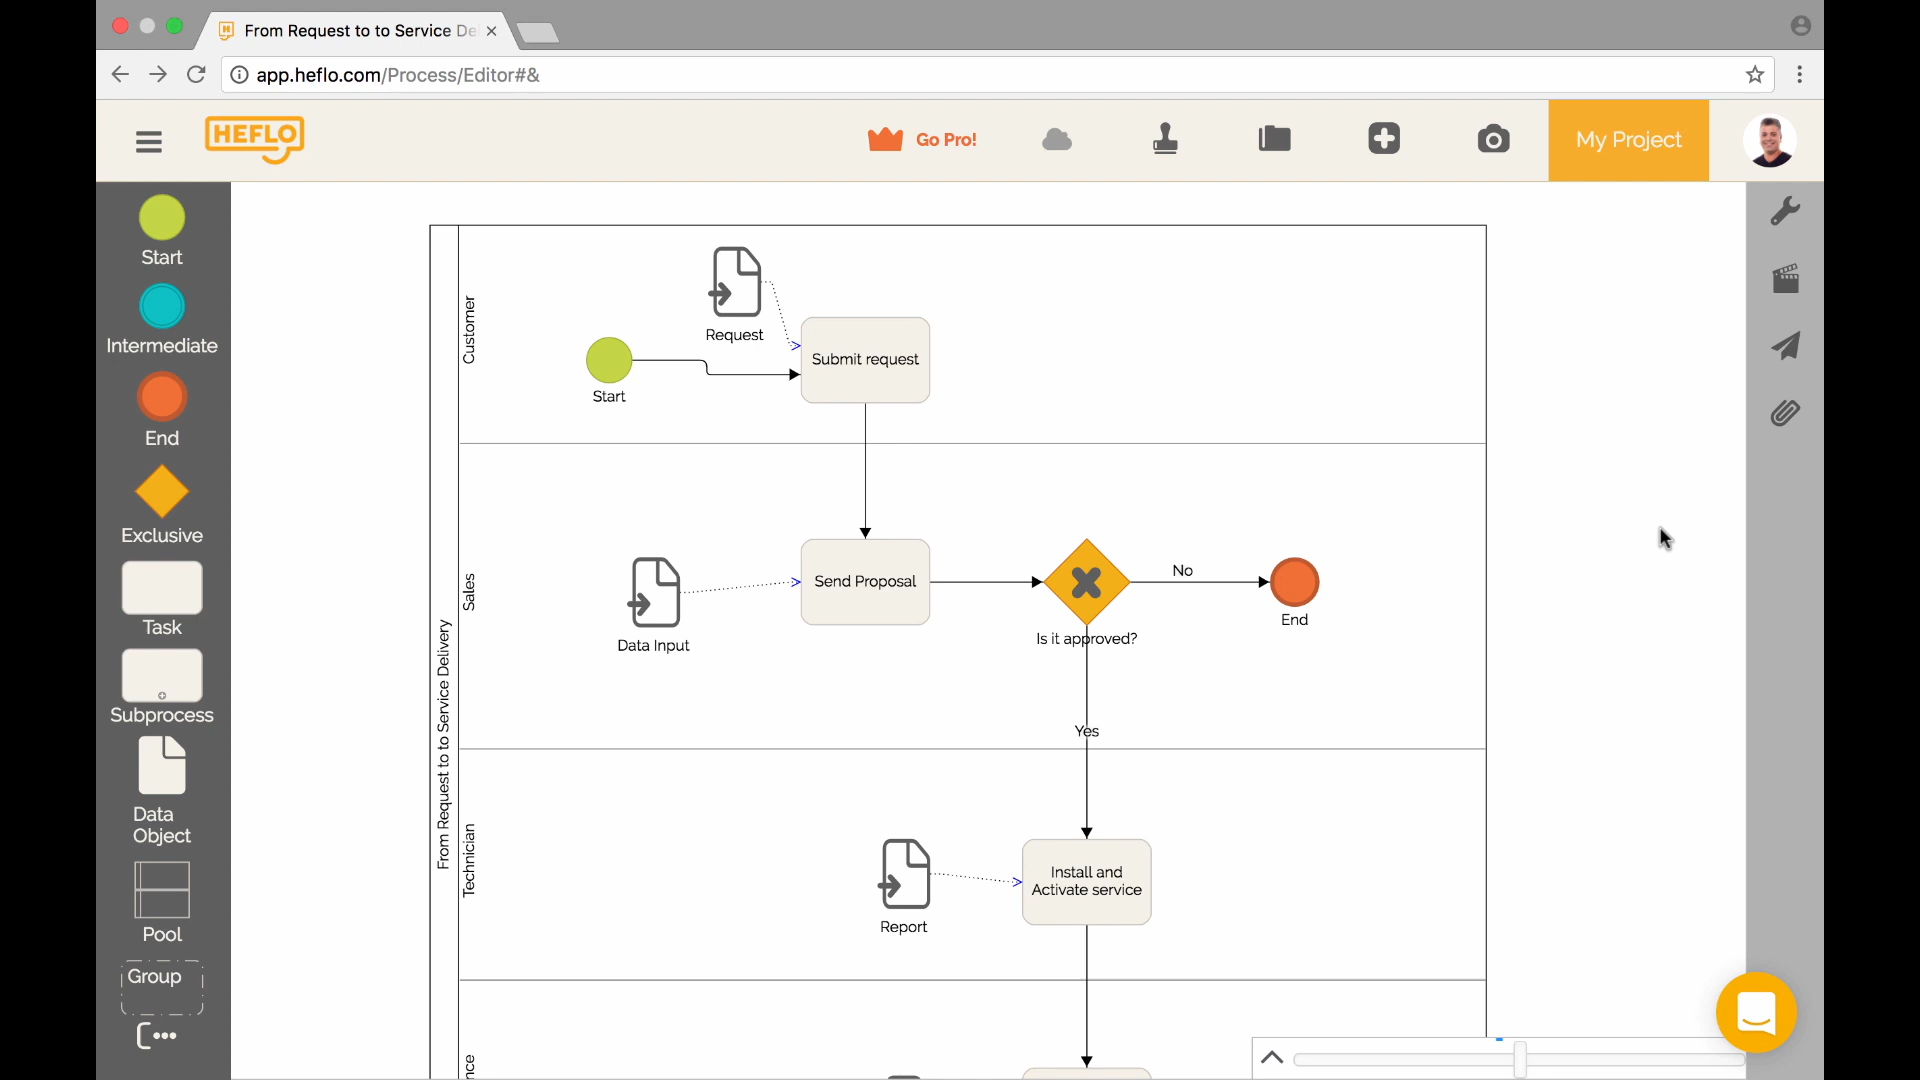 From Request to to Service De
app.heflo.com/Process/Editor#&
HEFLO
Go Pro!
My Project
Start
Intermediate
End
Exclusive
Task
Subprocess
Data
Object
Pool
Group
From Request to to Service Delivery
Customer
Request
Start
Submit request
Sales
Data Input
Send Proposal
Is it approved?
No
End
Yes
Technician
Report
Install and
Activate service
nce